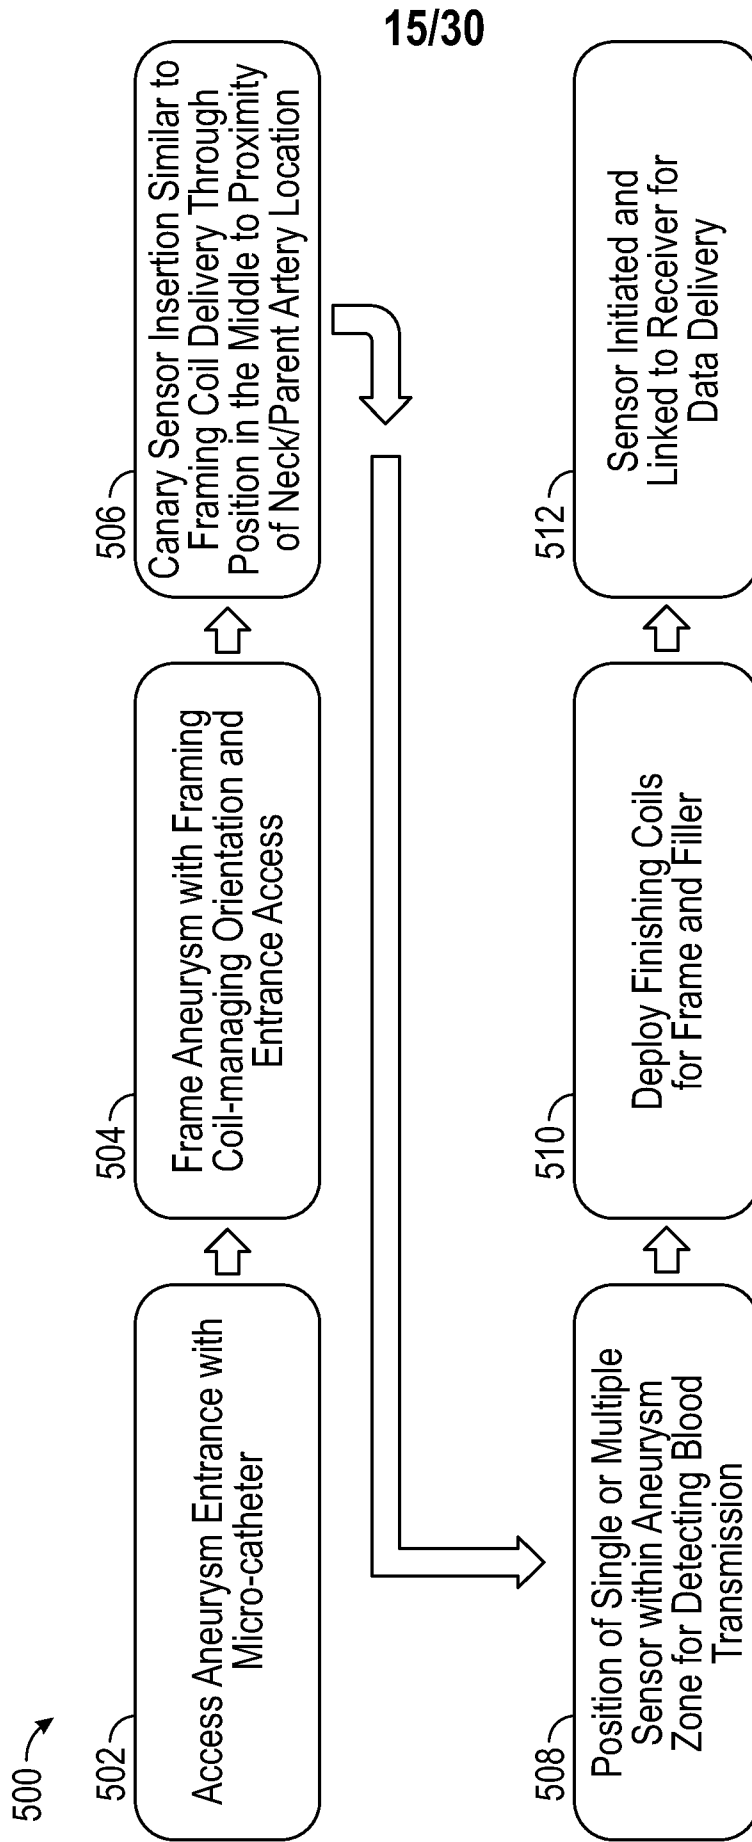 15/30
500
502
Access Aneurysm Entrance with
Micro-catheter
504
Frame Aneurysm with Framing
Coil-managing Orientation and
Entrance Access
506
Canary Sensor Insertion Similar to
Framing Coil Delivery Through
Position in the Middle to Proximity
of Neck/Parent Artery Location
508
Position of Single or Multiple
Sensor within Aneurysm
Zone for Detecting Blood
Transmission
510
Deploy Finishing Coils
for Frame and Filler
512
Sensor Initiated and
Linked to Receiver for
Data Delivery